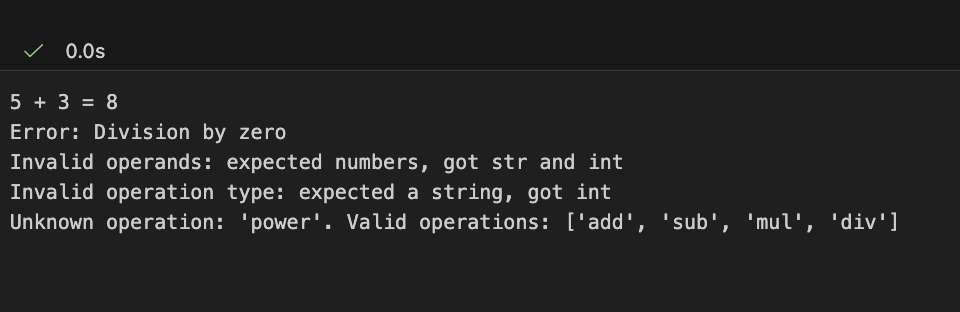 0.0s
5 + 3 = 8
Error: Division by zero
Invalid operands: expected numbers, got str and int
Invalid operation type: expected a string, got int
Unknown operation: 'power'. Valid operations: ['add', 'sub', 'mul', 'div']